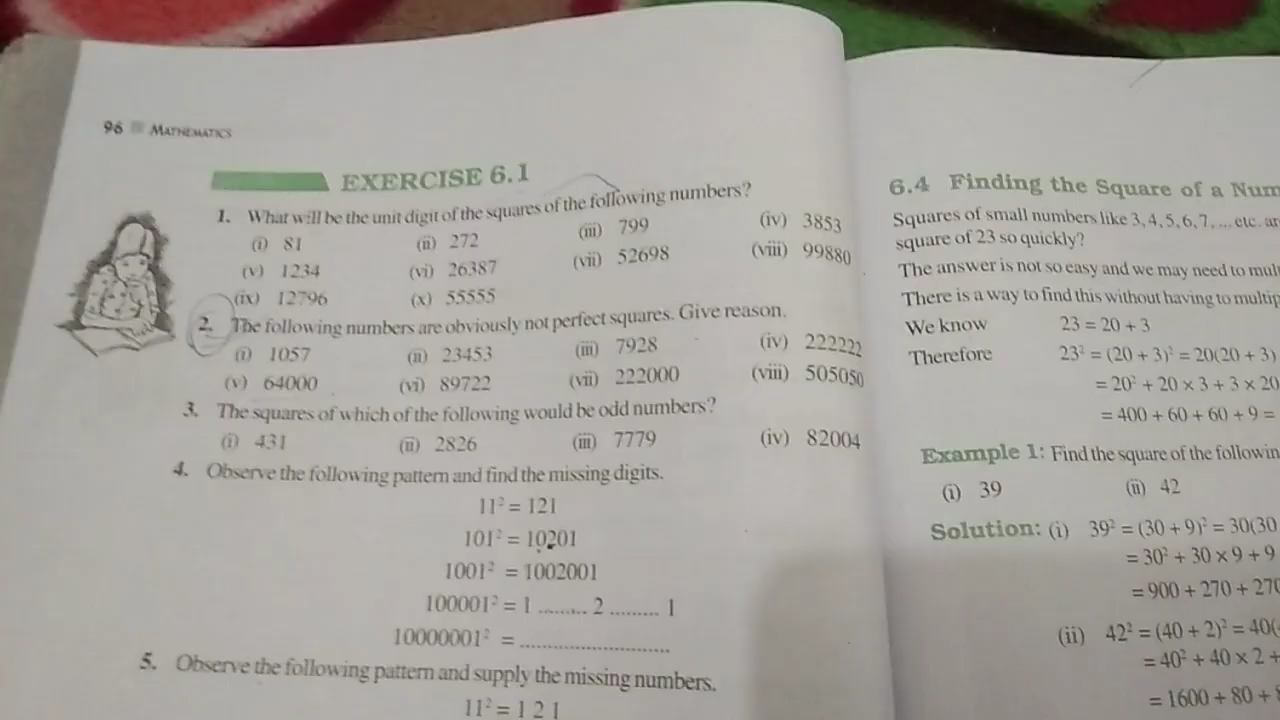 96 MATHEMATICS
EXERCISE 6.1
1. What will be the unit digit of the squares of the following numbers?
(i) 81 (ii) 272 (iii) 799 (iv) 3853
(v) 1234 (vi) 26387 (vii) 52698 (viii) 99880
(ix) 12796 (x) 55555
2. The following numbers are obviously not perfect squares. Give reason.
(i) 1057 (ii) 23453 (iii) 7928 (iv) 222222
(v) 64000 (vi) 89722 (vii) 222000 (viii) 505050
3. The squares of which of the following would be odd numbers?
(i) 431 (ii) 2826 (iii) 7779 (iv) 82004
4. Observe the following pattern and find the missing digits.
11² = 121
101² = 10201
1001² = 1002001
100001² = 1 ......... 2 ......... 1
10000001² = ...........................
5. Observe the following pattern and supply the missing numbers.
11² = 1 2 1
6.4 Finding the Square of a Num
Squares of small numbers like 3, 4, 5, 6, 7, ... etc. ar
square of 23 so quickly?
The answer is not so easy and we may need to mul
There is a way to find this without having to multip
We know 23 = 20 + 3
Therefore 23² = (20 + 3)² = 20(20 + 3)
= 20² + 20 × 3 + 3 × 20
= 400 + 60 + 60 + 9 =
Example 1: Find the square of the followin
(i) 39 (ii) 42
Solution: (i) 39² = (30 + 9)² = 30(30
= 30² + 30 × 9 + 9
= 900 + 270 + 270
(ii) 42² = (40 + 2)² = 40(
= 40² + 40 × 2 +
= 1600 + 80 +